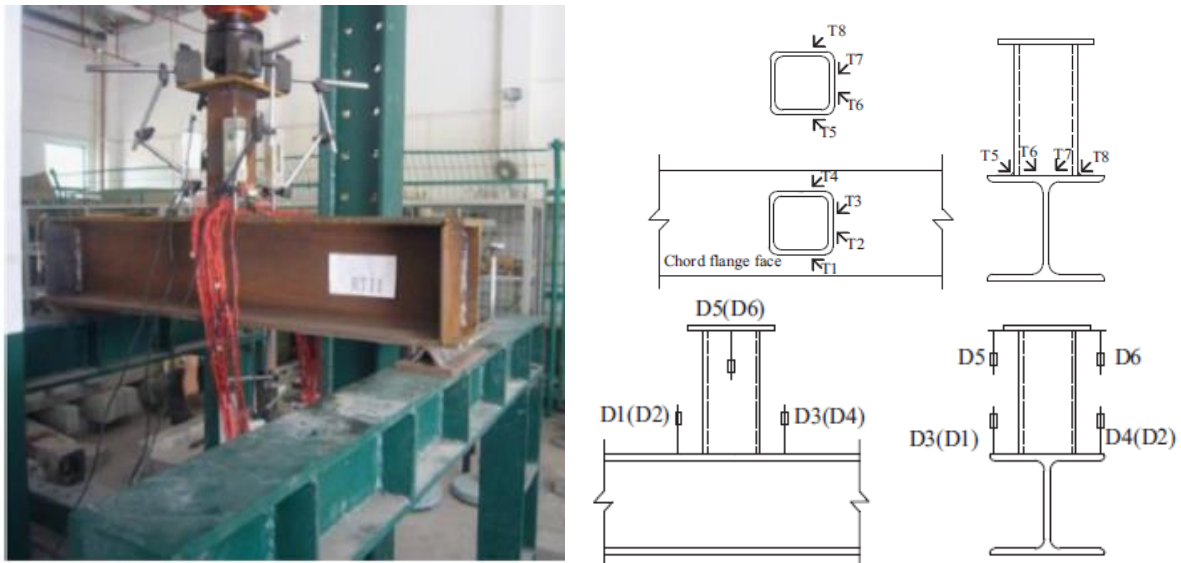 T8
T7
T6
T5
T4
T3
T2
T1
Chord flange face
T5
T6
T7
T8
D5(D6)
D1(D2)
D3(D4)
D5
D6
D3(D1)
D4(D2)